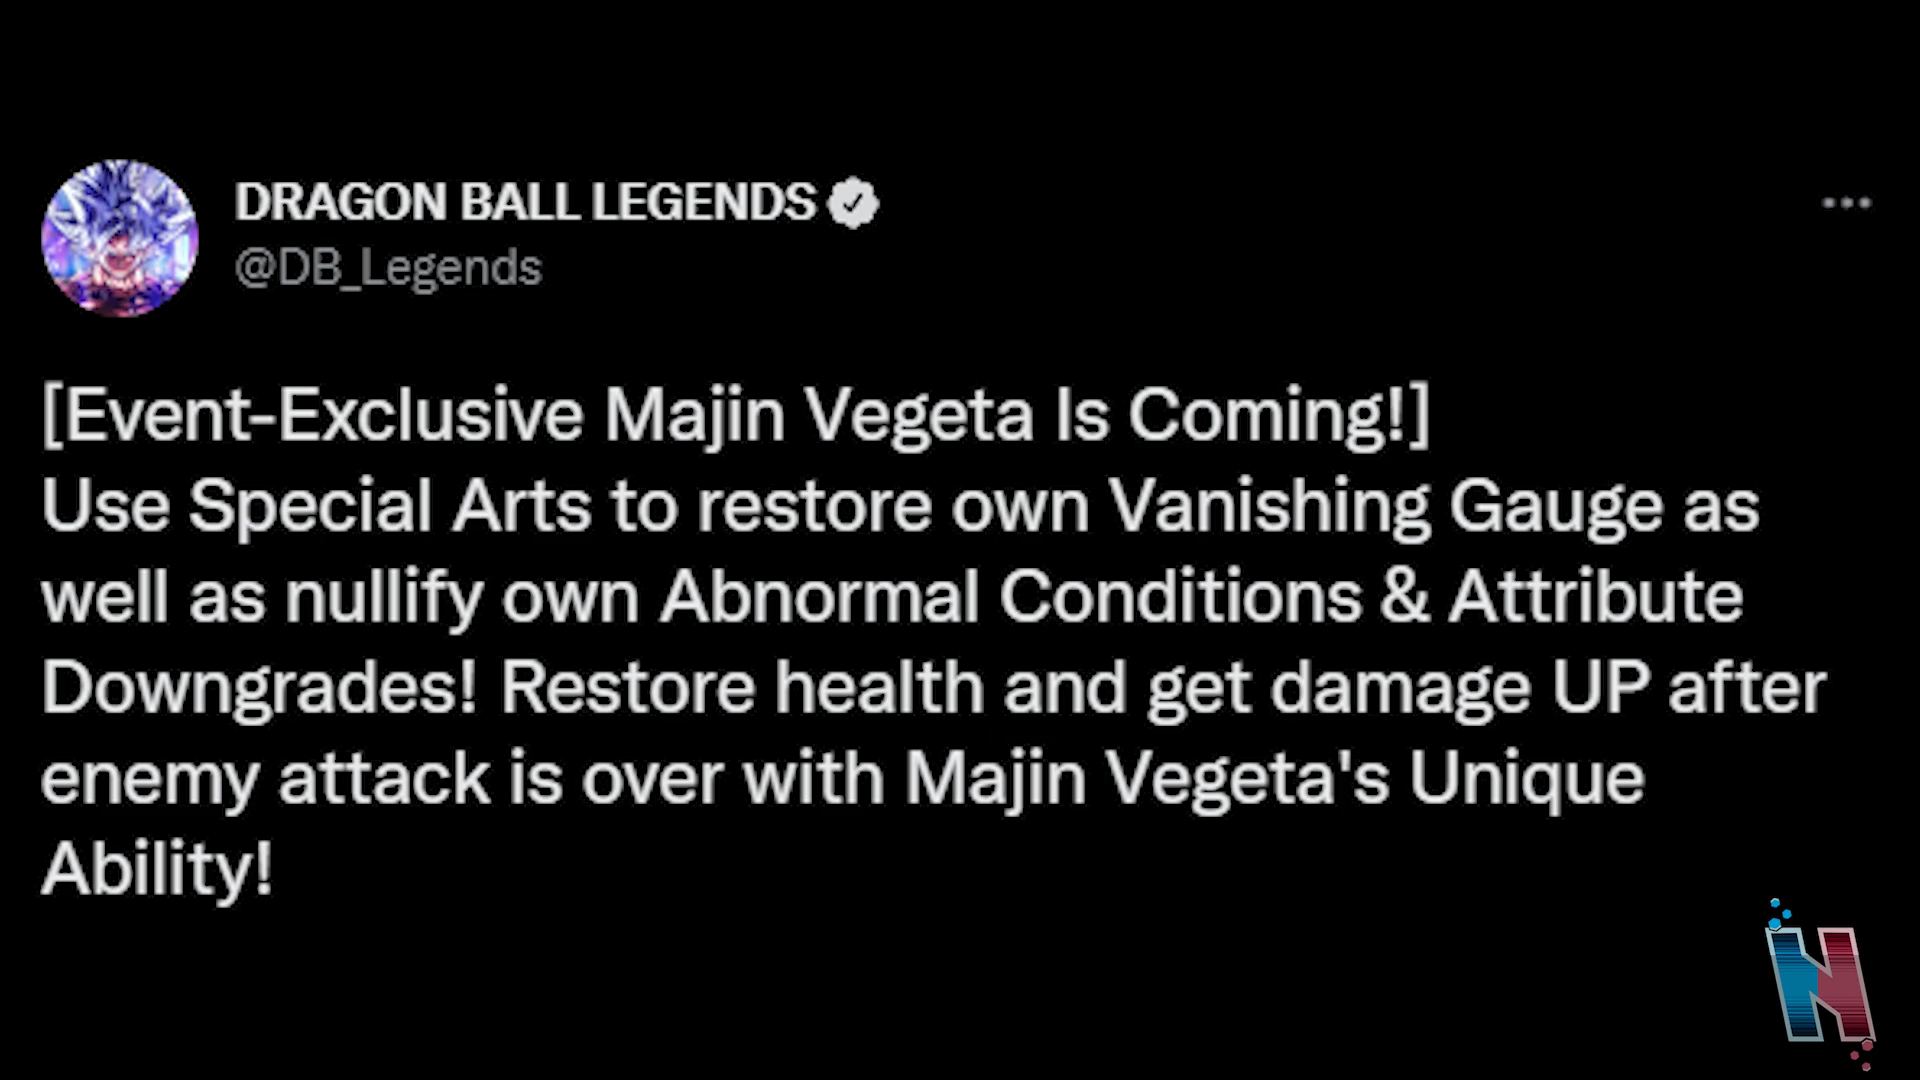 DRAGON BALL LEGENDS
@DB_Legends
[Event-Exclusive Majin Vegeta Is Coming!]
Use Special Arts to restore own Vanishing Gauge as
well as nullify own Abnormal Conditions & Attribute
Downgrades! Restore health and get damage UP after
enemy attack is over with Majin Vegeta's Unique
Ability!
N